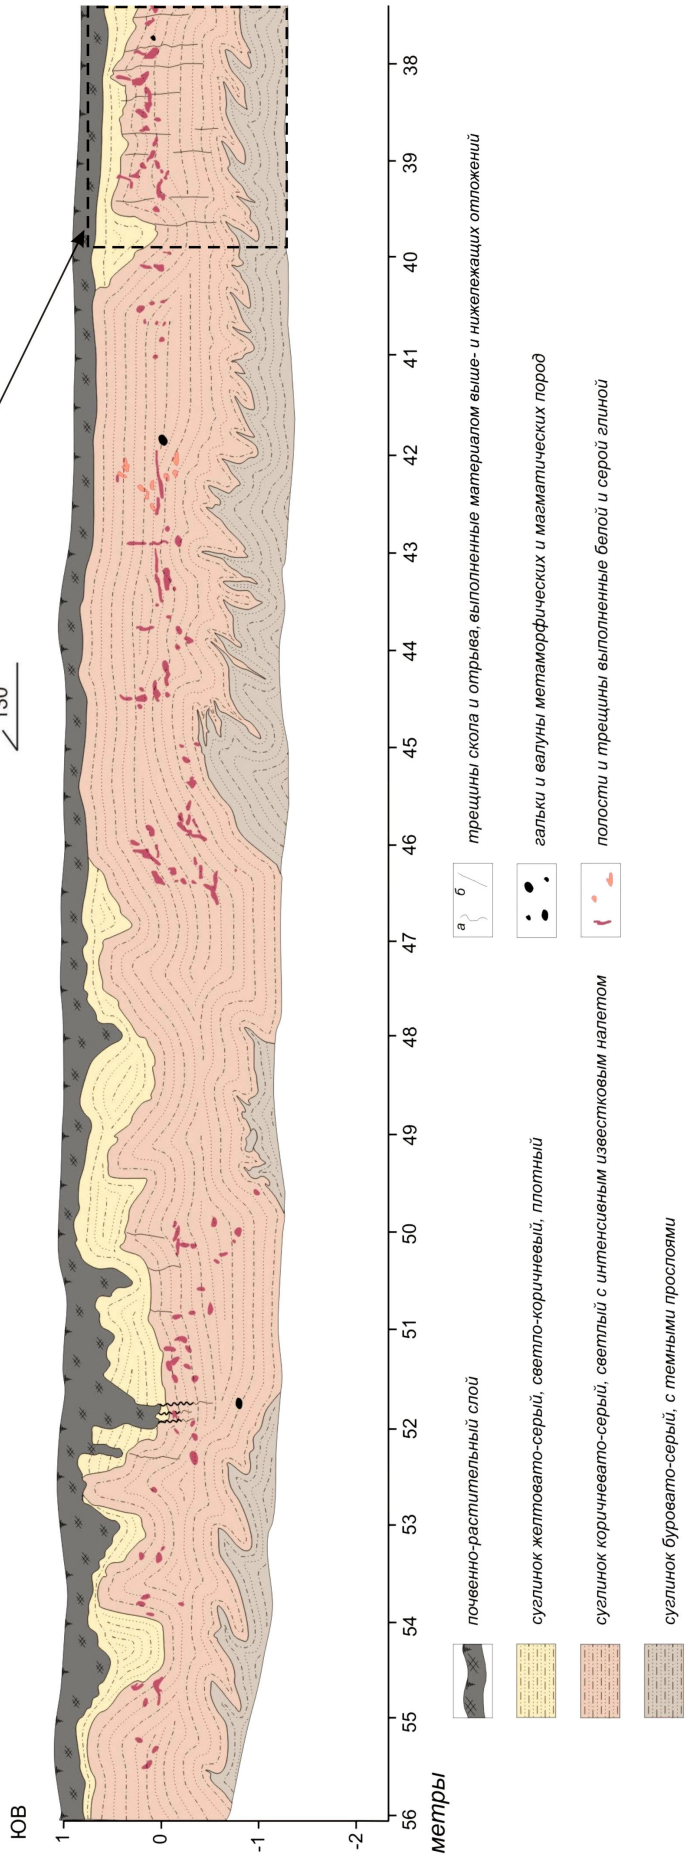 ЮВ
130
1
0
-1
-2
56 55 54 53 52 51 50 49 48 47 46 45 44 43 42 41 40 39 38
метры
почвенно-растительный слой
суглинок желтовато-серый, светло-коричневый, плотный
суглинок коричневато-серый, светлый с интенсивным известковым налетом
суглинок буровато-серый, с темными прослоями
а б
трещины скола и отрыва, выполненные материалом выше- и нижележащих отложений
гальки и валуны метаморфических и магматических пород
полости и трещины выполненные белой и серой глиной